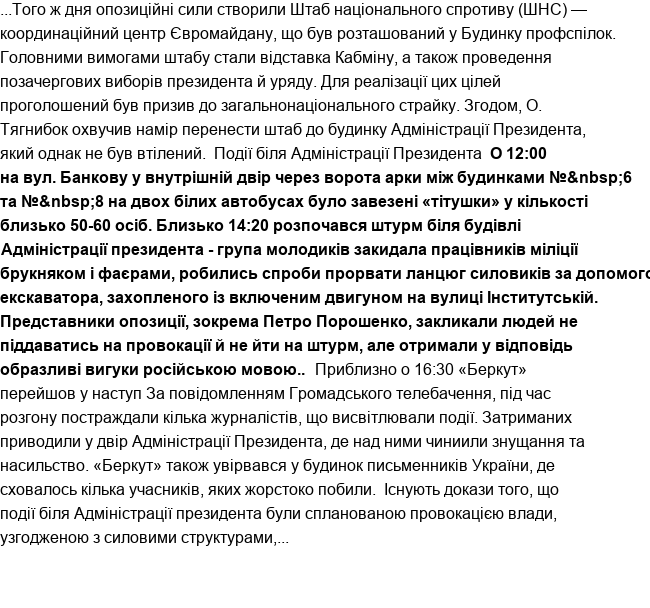 ...Того ж дня опозиційні сили створили Штаб національного спротиву (ШНС) —
координаційний центр Євромайдану, що був розташований у Будинку профспілок.
Головними вимогами штабу стали відставка Кабміну, а також проведення
позачергових виборів президента й уряду. Для реалізації цих цілей
проголошений був призив до загальнонаціонального страйку. Згодом, О.
Тягнибок охвучив намір перенести штаб до будинку Адміністрації Президента,
який однак не був втілений. Події біля Адміністрації Президента О 12:00
на вул. Банкову у внутрішній двір через ворота арки між будинками №&nbsp;6
та №&nbsp;8 на двох білих автобусах було завезені «тітушки» у кількості
близько 50-60 осіб. Близько 14:20 розпочався штурм біля будівлі
Адміністрації президента - група молодиків закидала працівників міліції
брукняком і фаєрами, робились спроби прорвати ланцюг силовиків за допомого
екскаватора, захопленого із включеним двигуном на вулиці Інститутській.
Представники опозиції, зокрема Петро Порошенко, закликали людей не
піддаватись на провокації й не йти на штурм, але отримали у відповідь
образливі вигуки російською мовою.. Приблизно о 16:30 «Беркут»
перейшов у наступ За повідомленням Громадського телебачення, під час
розгону постраждали кілька журналістів, що висвітлювали події. Затриманих
приводили у двір Адміністрації Президента, де над ними чиниили знущання та
насильство. «Беркут» також увірвався у будинок письменників України, де
сховалось кілька учасників, яких жорстоко побили. Існують докази того, що
події біля Адміністрації президента були спланованою провокацією влади,
узгодженою з силовими структурами,...